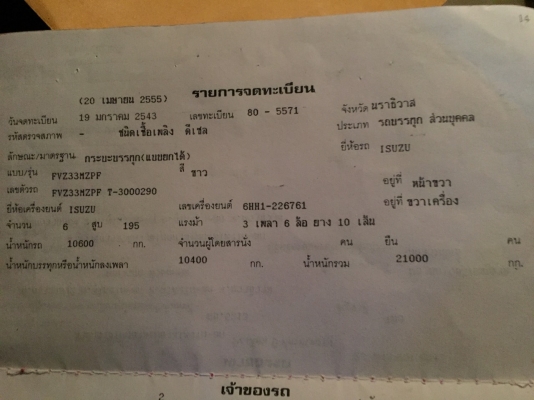 34
รายการจดทะเบียน
(20 เมษายน 2555)
วันจดทะเบียน 19 มกราคม 2543 เลขทะเบียน 80 - 5571 จังหวัด นราธิวาส
รหัสตรวจสภาพ - ชนิดเชื้อเพลิง ดีเซล ประเภท รถบรรทุก ส่วนบุคคล
ลักษณะ/มาตรฐาน กระบะบรรทุก(แบบยกได้) ยี่ห้อรถ ISUZU
แบบ/รุ่น FVZ33MZPF สี ขาว
เลขตัวรถ FVZ33MZPF T-3000290 อยู่ที่ หน้าขวา
ยี่ห้อเครื่องยนต์ ISUZU เลขเครื่องยนต์ 6HH1-226761 อยู่ที่ ขวาเครื่อง
จำนวน 6 สูบ 195 แรงม้า 3 เพลา 6 ล้อ ยาง 10 เส้น
น้ำหนักรถ 10600 กก. จำนวนผู้โดยสารนั่ง คน ยืน คน
น้ำหนักบรรทุกหรือน้ำหนักลงเพลา 10400 กก. น้ำหนักรวม 21000 กก.
เจ้าของรถ